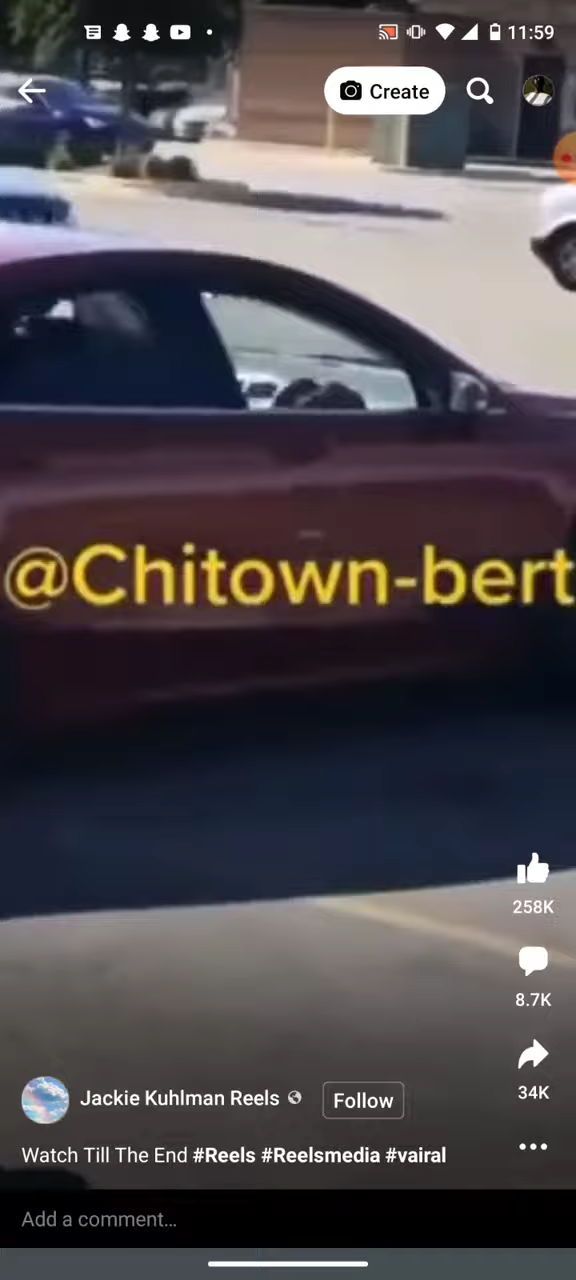 11:59
Create
@Chitown-bert
258K
8.7K
34K
Jackie Kuhlman Reels
Follow
Watch Till The End #Reels #Reelsmedia #vairal
Add a comment...